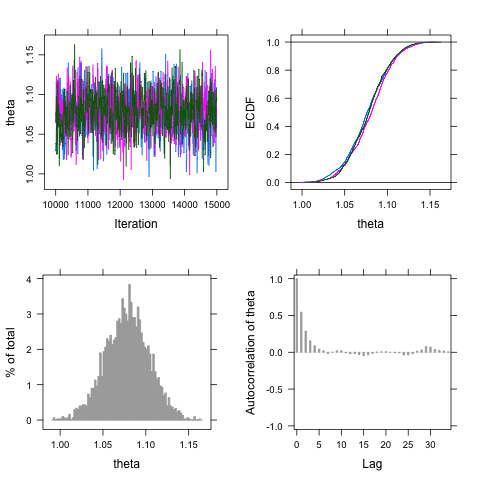 theta
1.15
1.10
1.05
1.00
10000 11000 12000 13000 14000 15000
Iteration
ECDF
1.0
0.8
0.6
0.4
0.2
0.0
1.00 1.05 1.10 1.15
theta
% of total
4
3
2
1
0
1.00 1.05 1.10 1.15
theta
Autocorrelation of theta
1.0
0.5
0.0
-0.5
-1.0
0 5 10 15 20 25 30
Lag